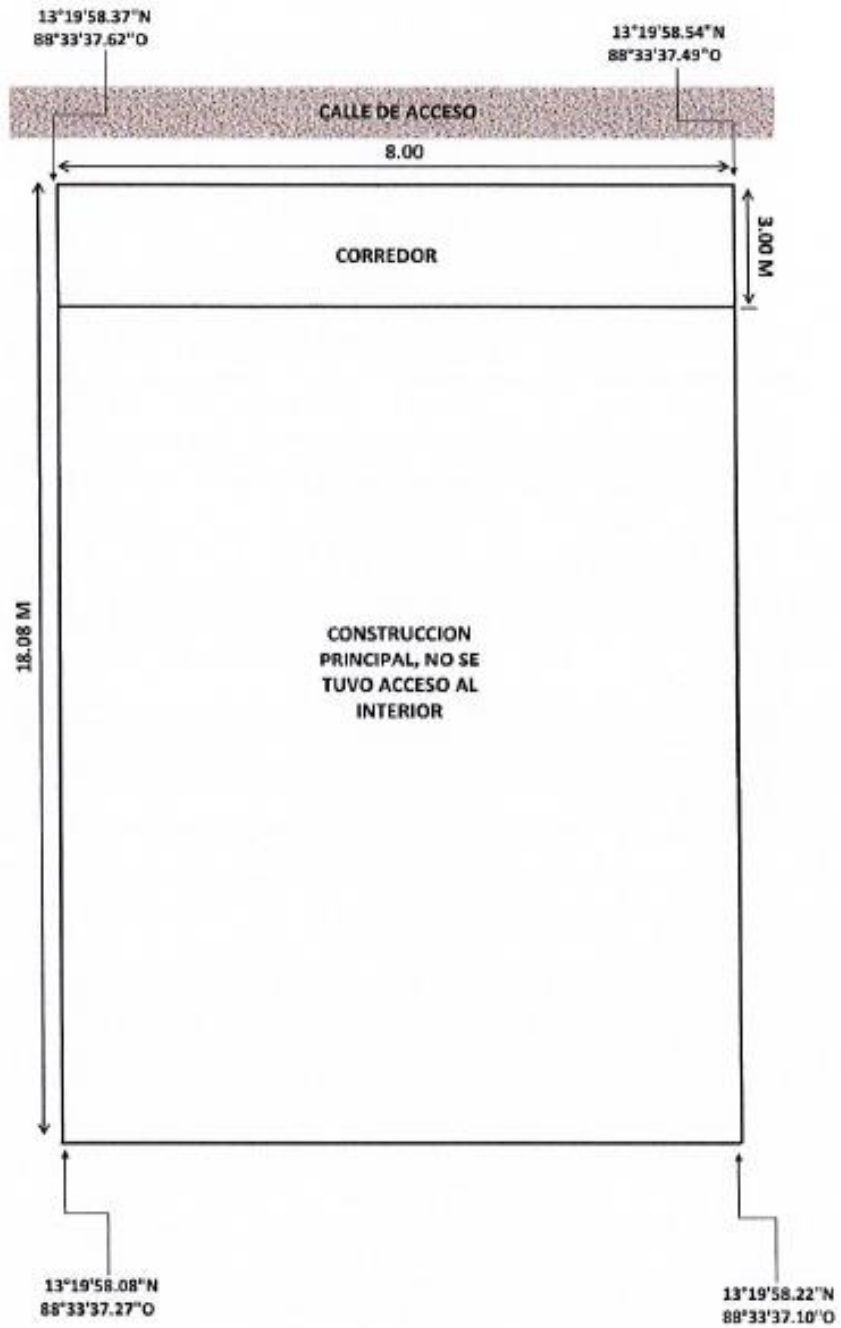 13°19'58.37"N
88°33'37.62"O
13°19'58.54"N
88°33'37.49"O
CALLE DE ACCESO
8.00
3.00 M
CORREDOR
18.08 M
CONSTRUCCION
PRINCIPAL, NO SE
TUVO ACCESO AL
INTERIOR
13°19'58.08"N
88°33'37.27"O
13°19'58.22"N
88°33'37.10"O